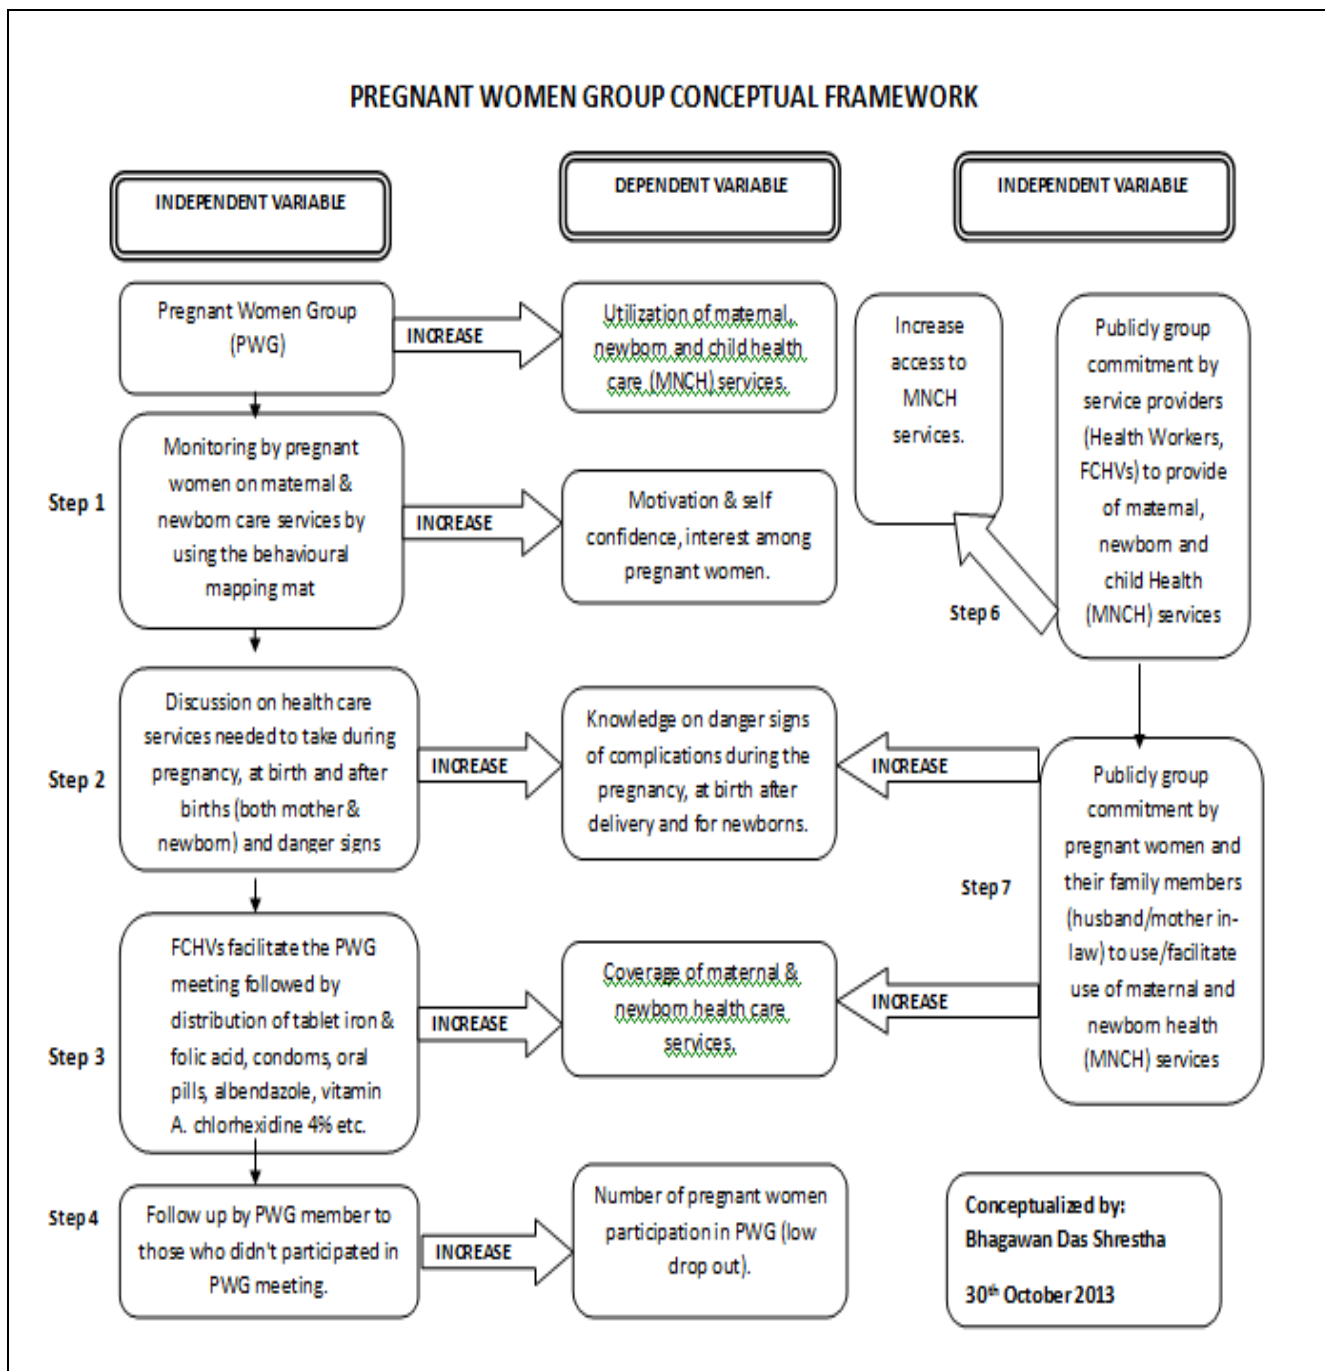 PREGNANT WOMEN GROUP CONCEPTUAL FRAMEWORK
INDEPENDENT VARIABLE
DEPENDENT VARIABLE
INDEPENDENT VARIABLE
Pregnant Women Group
(PWG)
INCREASE
Utilization of maternal,
newborn and child health
care (MNCH) services.
Increase
access to
MNCH
services.
Publicly group
commitment by
service providers
(Health Workers,
FCHVs) to provide
of maternal,
newborn and
child Health
(MNCH) services
Step 1
Monitoring by pregnant
women on maternal &
newborn care services by
using the behavioural
mapping mat
INCREASE
Motivation & self
confidence, interest among
pregnant women.
Step 6
Step 2
Discussion on health care
services needed to take during
pregnancy, at birth and after
births (both mother &
newborn) and danger signs
INCREASE
Knowledge on danger signs
of complications during the
pregnancy, at birth after
delivery and for newborns.
INCREASE
Publicly group
commitment by
pregnant women and
their family members
(husband/mother in-
law) to use/facilitate
use of maternal and
newborn health
(MNCH) services
Step 7
Step 3
FCHVs facilitate the PWG
meeting followed by
distribution of tablet iron &
folic acid, condoms, oral
pills, albendazole, vitamin
A. chlorhexidine 4% etc.
INCREASE
Coverage of maternal &
newborn health care
services.
INCREASE
Step 4
Follow up by PWG member to
those who didn't participated in
PWG meeting.
INCREASE
Number of pregnant women
participation in PWG (low
drop out).
Conceptualized by:
Bhagawan Das Shrestha
30th October 2013